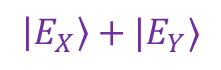 |E_X⟩ + |E_Y⟩